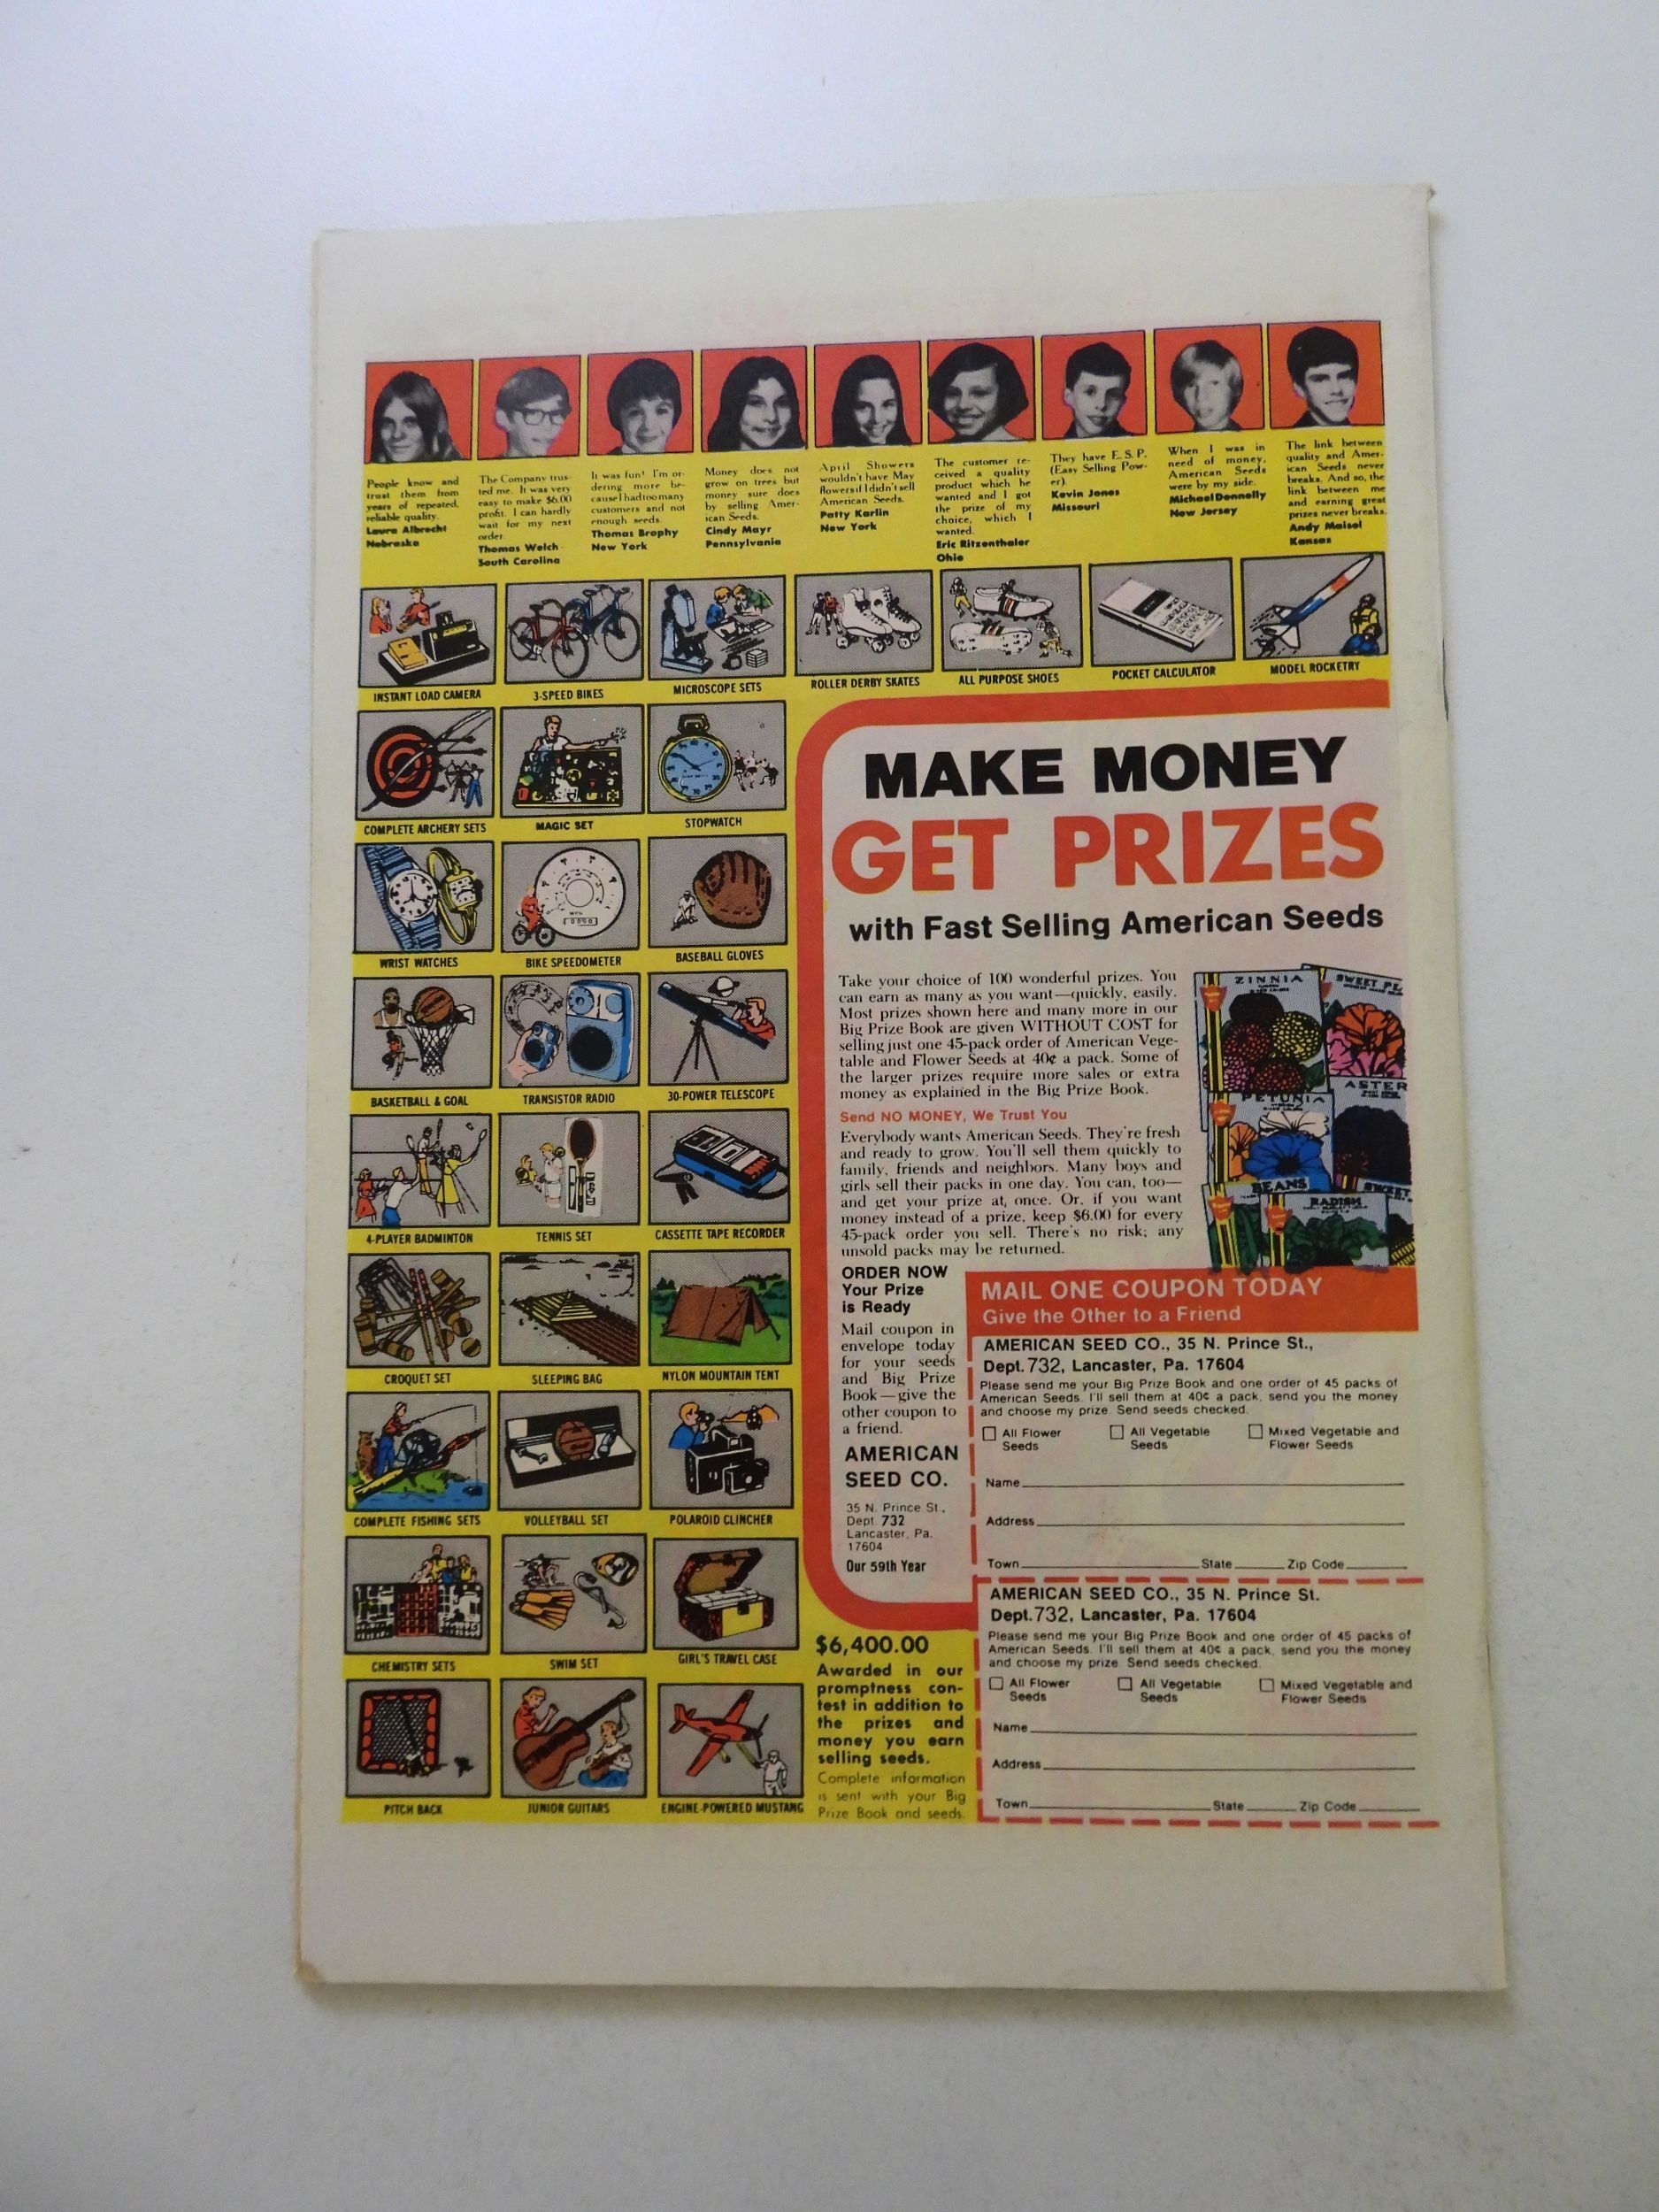 People know and
trust them from
years of repeated,
reliable quality.
Laura Albrecht
Nebraska
The Company trus-
ted me. It was very
easy to make $6.00
profit. I can hardly
wait for my next
order
Thomas Welch
South Carolina
It was fun! I'm or-
dering more be-
cause I had too many
customers and not
enough seeds.
Thomas Brophy
New York
Money does not
grow on trees but
money sure does
by selling Amer-
ican Seeds.
Cindy Mayr
Pennsylvania
April Showers
wouldn't have May
flowers if I didn't sell
American Seeds.
Patty Karlin
New York
The customer re-
ceived a quality
product which he
wanted and I got
the prize of my
choice, which I
wanted.
Eric Ritzenthaler
Ohio
They have E.S.P.
(Easy Selling Pow-
er).
Kevin Jones
Missouri
When I was in
need of money,
American Seeds
were by my side.
Michael Donnolly
New Jersey
The link between
quality and Amer-
ican Seeds never
breaks. And so, the
link between me
and earning great
prizes never breaks.
Andy Maisel
Kansas
INSTANT LOAD CAMERA
3-SPEED BIKES
MICROSCOPE SETS
ROLLER DERBY SKATES
ALL PURPOSE SHOES
POCKET CALCULATOR
MODEL ROCKETRY
COMPLETE ARCHERY SETS
MAGIC SET
STOPWATCH
WRIST WATCHES
BIKE SPEEDOMETER
BASEBALL GLOVES
BASKETBALL & GOAL
TRANSISTOR RADIO
30-POWER TELESCOPE
4-PLAYER BADMINTON
TENNIS SET
CASSETTE TAPE RECORDER
CROQUET SET
SLEEPING BAG
NYLON MOUNTAIN TENT
COMPLETE FISHING SETS
VOLLEYBALL SET
POLAROID CLINCHER
CHEMISTRY SETS
SWIM SET
GIRL'S TRAVEL CASE
PITCH BACK
JUNIOR GUITARS
ENGINE-POWERED MUSTANG
MAKE MONEY
GET PRIZES
with Fast Selling American Seeds
Take your choice of 100 wonderful prizes. You
can earn as many as you want—quickly, easily.
Most prizes shown here and many more in our
Big Prize Book are given WITHOUT COST for
selling just one 45-pack order of American Vege-
table and Flower Seeds at 40¢ a pack. Some of
the larger prizes require more sales or extra
money as explained in the Big Prize Book.
Send NO MONEY, We Trust You
Everybody wants American Seeds. They're fresh
and ready to grow. You'll sell them quickly to
family, friends and neighbors. Many boys and
girls sell their packs in one day. You can, too—
and get your prize at once. Or, if you want
money instead of a prize, keep $6.00 for every
45-pack order you sell. There's no risk; any
unsold packs may be returned.
ZINNIA
SWEET PE
ASTER
PETUNIA
BEANS
RADISH
SWEET
ORDER NOW
Your Prize
is Ready
Mail coupon in
envelope today
for your seeds
and Big Prize
Book—give the
other coupon to
a friend.
AMERICAN
SEED CO.
35 N. Prince St.,
Dept. 732
Lancaster, Pa.
17604
Our 59th Year
$6,400.00
Awarded in our
promptness con-
test in addition to
the prizes and
money you earn
selling seeds.
Complete information
is sent with your Big
Prize Book and seeds.
MAIL ONE COUPON TODAY
Give the Other to a Friend
AMERICAN SEED CO., 35 N. Prince St.,
Dept. 732, Lancaster, Pa. 17604
Please send me your Big Prize Book and one order of 45 packs of
American Seeds. I'll sell them at 40¢ a pack, send you the money
and choose my prize. Send seeds checked.
All Flower
Seeds
All Vegetable
Seeds
Mixed Vegetable and
Flower Seeds
Name
Address
Town State Zip Code
AMERICAN SEED CO., 35 N. Prince St.
Dept. 732, Lancaster, Pa. 17604
Please send me your Big Prize Book and one order of 45 packs of
American Seeds. I'll sell them at 40¢ a pack, send you the money
and choose my prize. Send seeds checked.
All Flower
Seeds
All Vegetable
Seeds
Mixed Vegetable and
Flower Seeds
Name
Address
Town State Zip Code